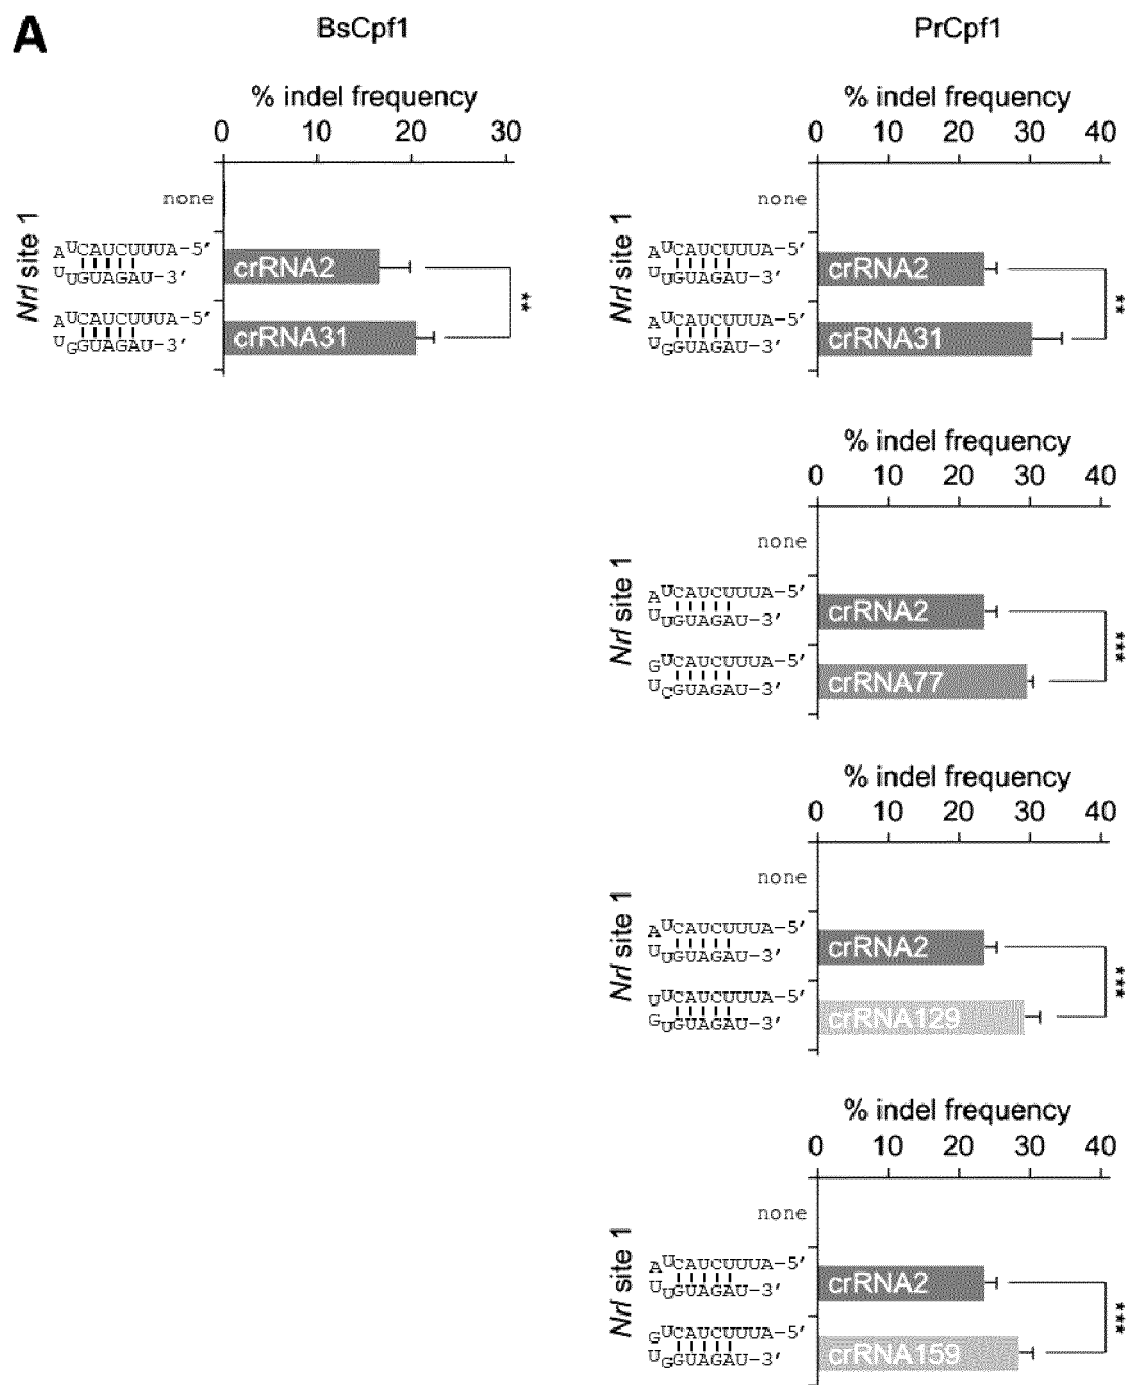 A
BsCpf1
PrCpf1
% indel frequency
0 10 20 30
Nrl site 1
none
AUCAUCUUUA-5′
UUGUAGAU-3′
crRNA2
AUCAUCUUUA-5′
UGGUAGAU-3′
crRNA31
**
% indel frequency
0 10 20 30 40
Nrl site 1
none
AUCAUCUUUA-5′
UUGUAGAU-3′
crRNA2
AUCAUCUUUA-5′
UGGUAGAU-3′
crRNA31
**
% indel frequency
0 10 20 30 40
Nrl site 1
none
AUCAUCUUUA-5′
UUGUAGAU-3′
crRNA2
GUCAUCUUUA-5′
UCGUAGAU-3′
crRNA77
***
% indel frequency
0 10 20 30 40
Nrl site 1
none
AUCAUCUUUA-5′
UUGUAGAU-3′
crRNA2
UUCAUCUUUA-5′
GUGUAGAU-3′
crRNA129
***
% indel frequency
0 10 20 30 40
Nrl site 1
none
AUCAUCUUUA-5′
UUGUAGAU-3′
crRNA2
GUCAUCUUUA-5′
UGGUAGAU-3′
crRNA159
***